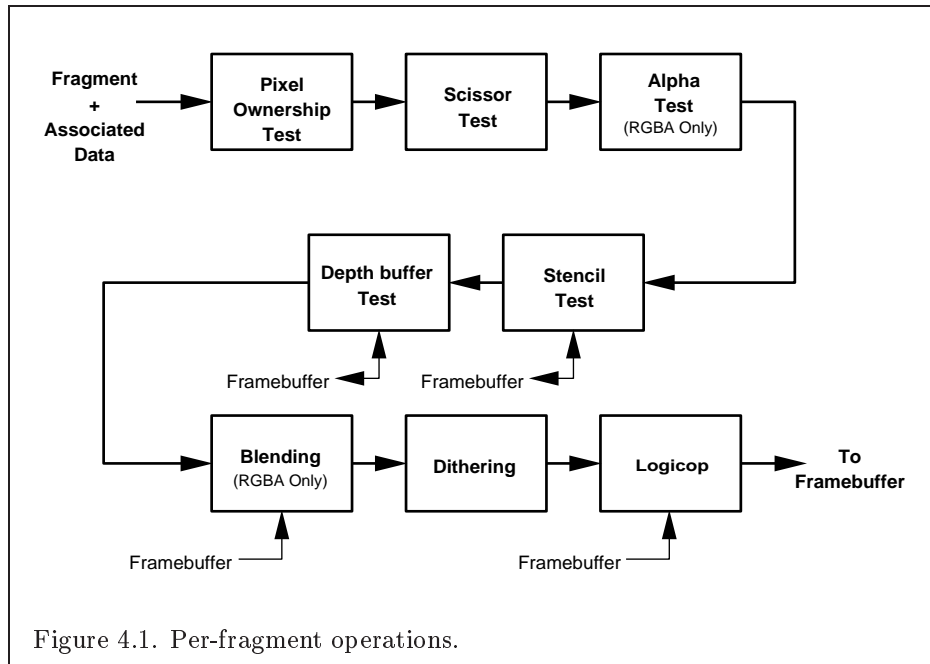 Fragment
+
Associated
Data
Pixel
Ownership
Test
Scissor
Test
Alpha
Test
(RGBA Only)
Depth buffer
Test
Stencil
Test
Framebuffer
Framebuffer
Blending
(RGBA Only)
Dithering
Logicop
To
Framebuffer
Framebuffer
Framebuffer
Figure 4.1. Per-fragment operations.